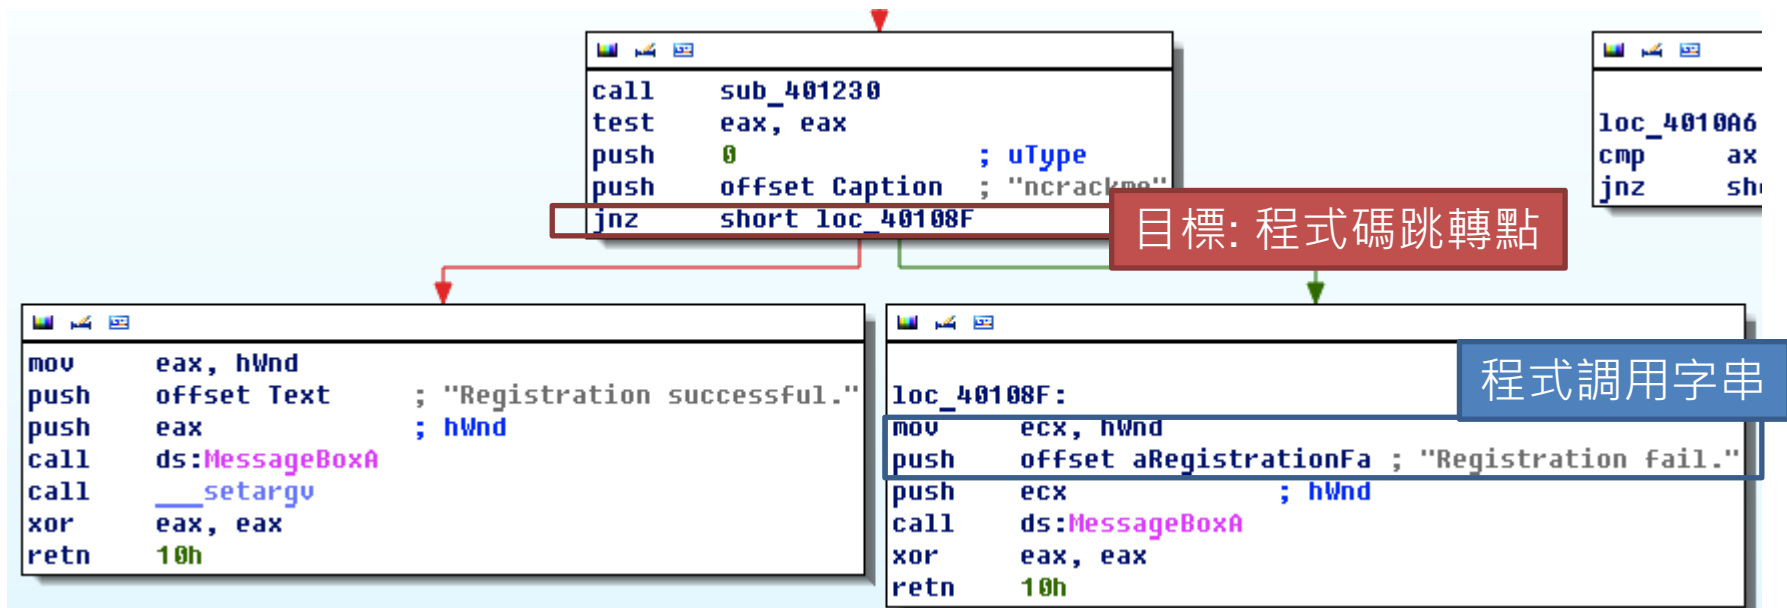 call sub_401230
test eax, eax
push 0 ; uType
push offset Caption ; "ncrackme"
jnz short loc_40108F
目標: 程式碼跳轉點
loc_4010A6
cmp ax
jnz sh
mov eax, hWnd
push offset Text ; "Registration successful."
push eax ; hWnd
call ds:MessageBoxA
call ___setargv
xor eax, eax
retn 10h
程式調用字串
loc_40108F:
mov ecx, hWnd
push offset aRegistrationFa ; "Registration fail."
push ecx ; hWnd
call ds:MessageBoxA
xor eax, eax
retn 10h